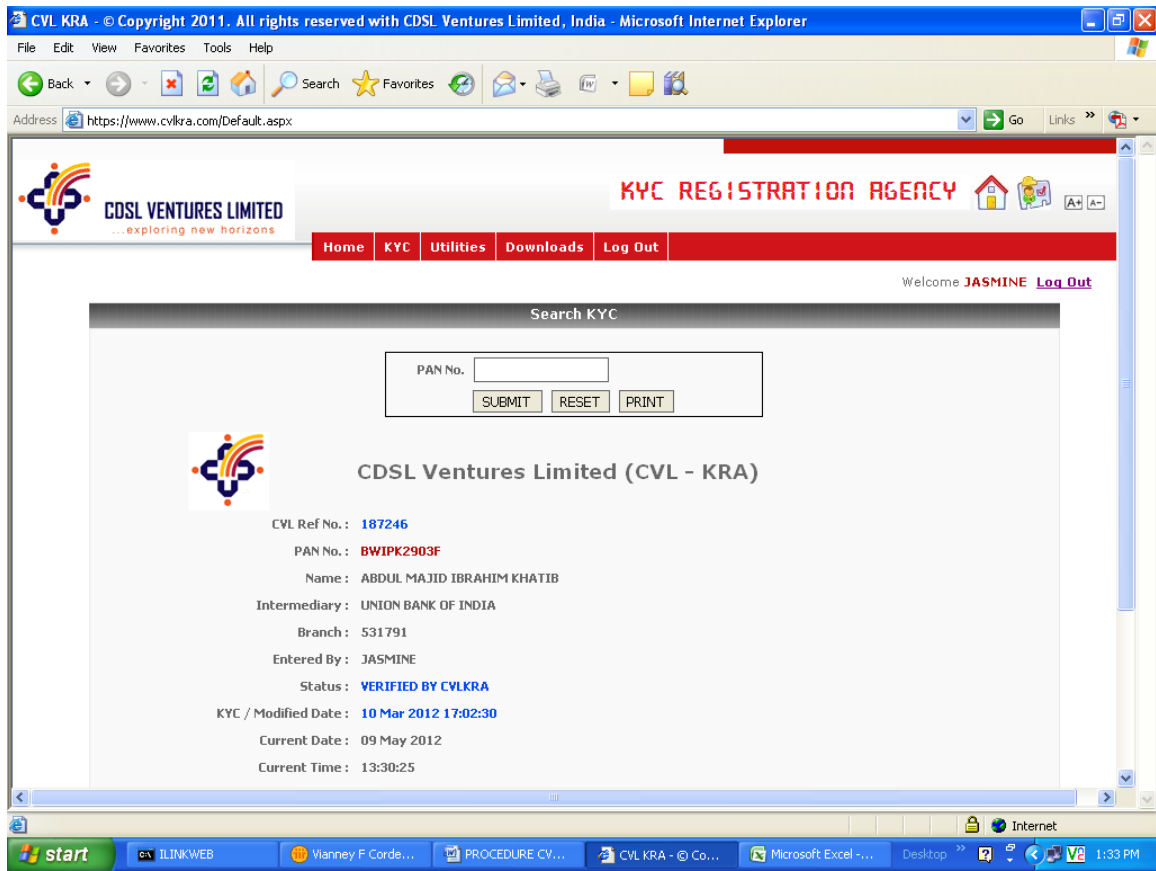 CVL KRA - © Copyright 2011. All rights reserved with CDSL Ventures Limited, India - Microsoft Internet Explorer
File Edit View Favorites Tools Help
Back Search Favorites
Address https://www.cvlkra.com/Default.aspx Go Links »
CDSL VENTURES LIMITED
...exploring new horizons
KYC REGISTRATION AGENCY A+ A-
Home KYC Utilities Downloads Log Out
Welcome JASMINE Log Out
Search KYC
PAN No.
SUBMIT RESET PRINT
CDSL Ventures Limited (CVL - KRA)
CVL Ref No. : 187246
PAN No. : BWIPK2903F
Name : ABDUL MAJID IBRAHIM KHATIB
Intermediary : UNION BANK OF INDIA
Branch : 531791
Entered By : JASMINE
Status : VERIFIED BY CVLKRA
KYC / Modified Date : 10 Mar 2012 17:02:30
Current Date : 09 May 2012
Current Time : 13:30:25
Internet
start ILINKWEB Vianney F Corde... PROCEDURE CV... CVL KRA - © Co... Microsoft Excel -... Desktop » 1:33 PM